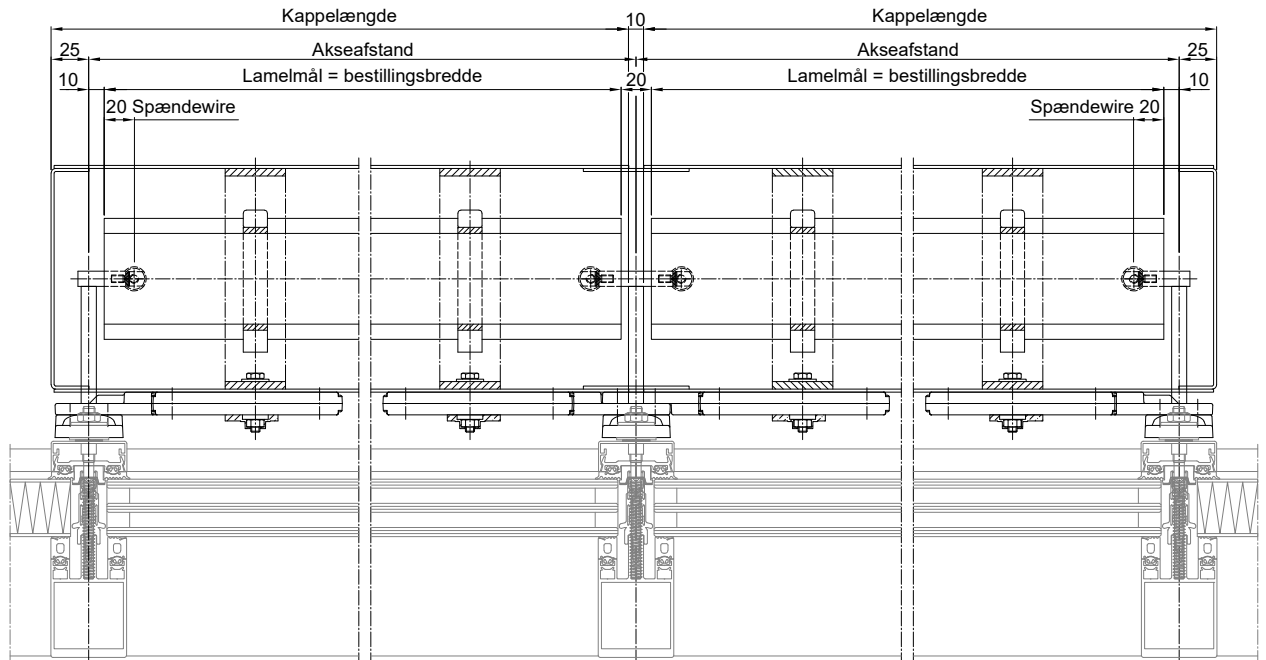 Kappelængde 10 Kappelængde
25 Akseafstand Akseafstand 25
10 Lamelmål = bestillingsbredde 20 Lamelmål = bestillingsbredde 10
20 Spændewire Spændewire 20